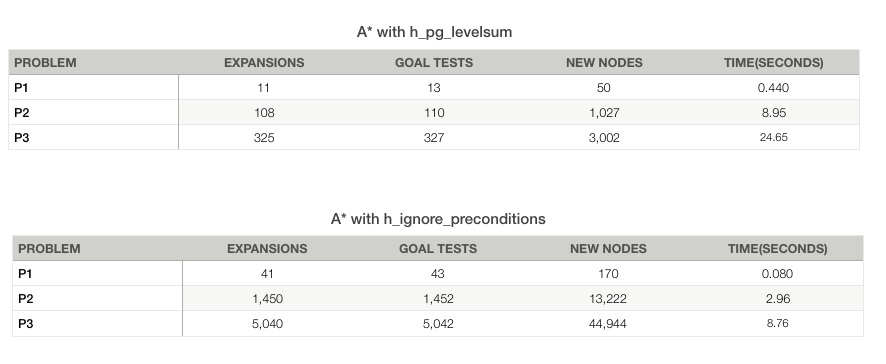 A* with h_pg_levelsum
PROBLEM EXPANSIONS GOAL TESTS NEW NODES TIME(SECONDS)
P1 11 13 50 0.440
P2 108 110 1,027 8.95
P3 325 327 3,002 24.65
A* with h_ignore_preconditions
PROBLEM EXPANSIONS GOAL TESTS NEW NODES TIME(SECONDS)
P1 41 43 170 0.080
P2 1,450 1,452 13,222 2.96
P3 5,040 5,042 44,944 8.76